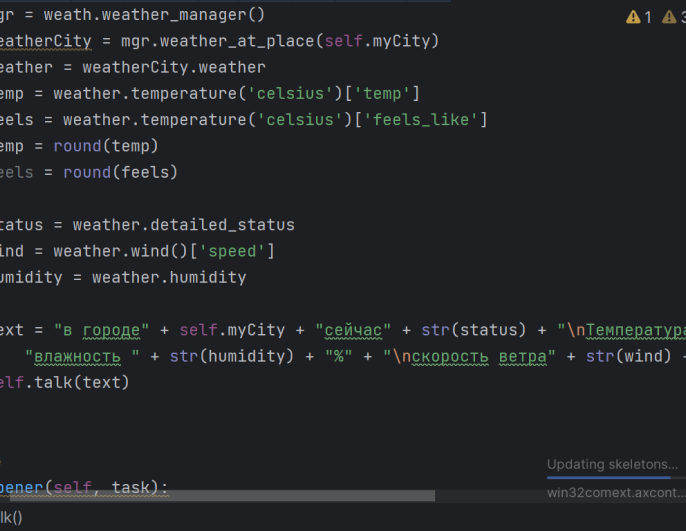 gr = weath.weather_manager()
eatherCity = mgr.weather_at_place(self.myCity)
eather = weatherCity.weather
emp = weather.temperature('celsius')['temp']
eels = weather.temperature('celsius')['feels_like']
emp = round(temp)
eels = round(feels)
tatus = weather.detailed_status
ind = weather.wind()['speed']
umidity = weather.humidity
ext = "в городе" + self.myCity + "сейчас" + str(status) + "\nТемпература
"влажность " + str(humidity) + "%" + "\nскорость ветра" + str(wind) +
elf.talk(text)
pener(self, task):
lk()
1 3
Updating skeletons...
win32comext.axcont...